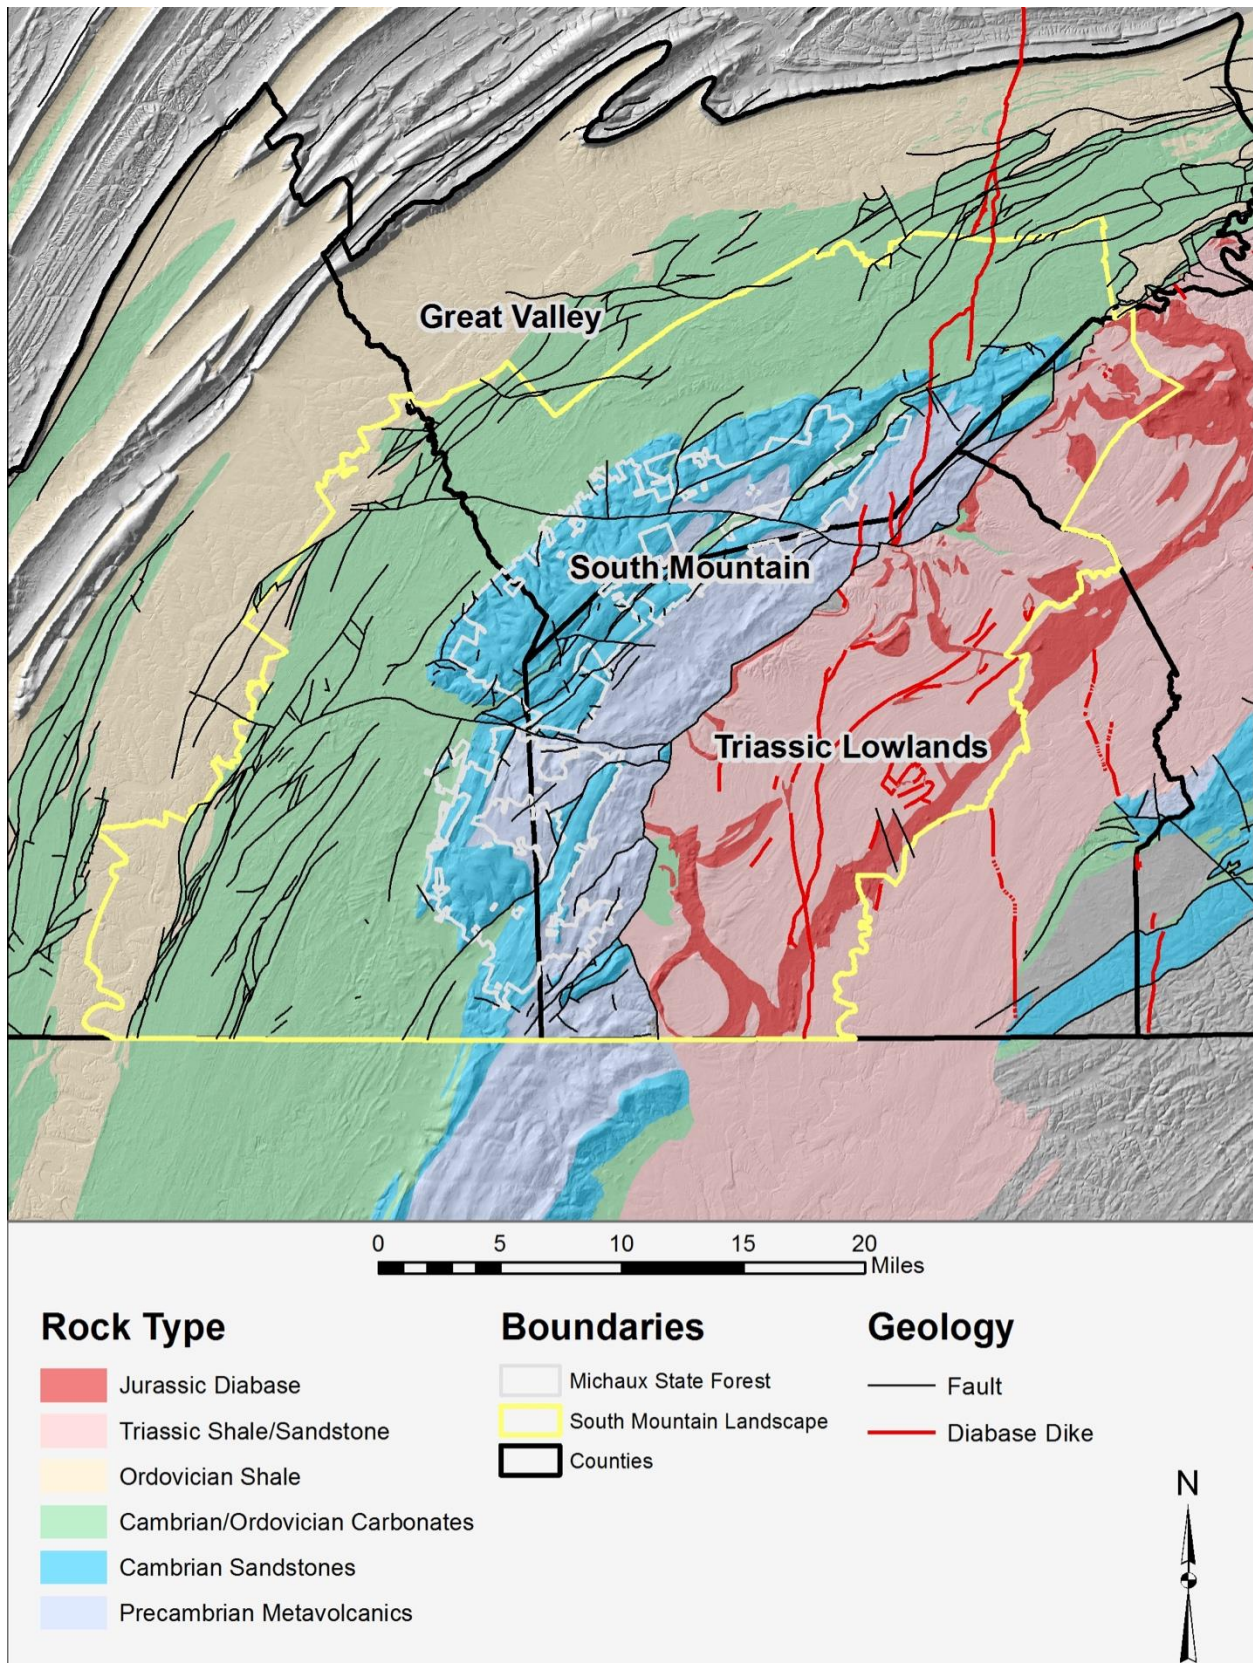 Great Valley
South Mountain
Triassic Lowlands
0 5 10 15 20
Miles
Rock Type
Jurassic Diabase
Triassic Shale/Sandstone
Ordovician Shale
Cambrian/Ordovician Carbonates
Cambrian Sandstones
Precambrian Metavolcanics
Boundaries
Michaux State Forest
South Mountain Landscape
Counties
Geology
Fault
Diabase Dike
N